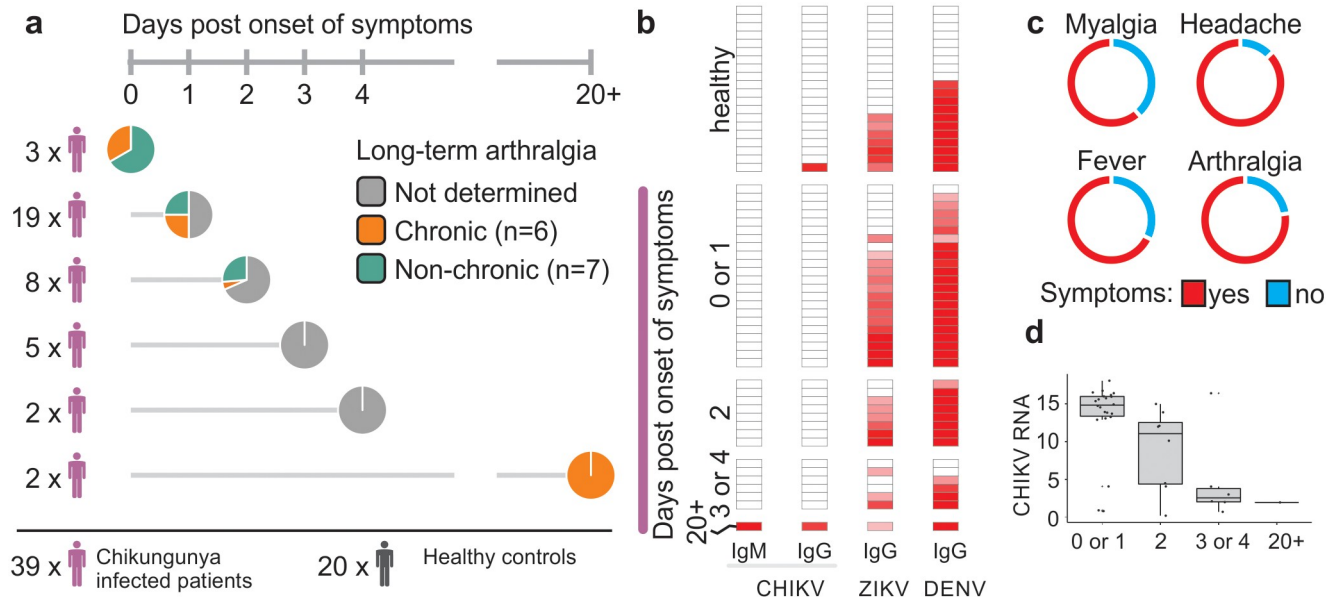 a
Days post onset of symptoms
0 1 2 3 4 20+
3 x
19 x
8 x
5 x
2 x
2 x
Long-term arthralgia
Not determined
Chronic (n=6)
Non-chronic (n=7)
39 x
Chikungunya
infected patients
20 x
Healthy controls
b
healthy
Days post onset of symptoms
0 or 1
2
3 or 4
20+
IgM IgG IgG IgG
CHIKV ZIKV DENV
c
Myalgia Headache
Fever Arthralgia
Symptoms: yes no
d
CHIKV RNA
15
10
5
0
0 or 1 2 3 or 4 20+